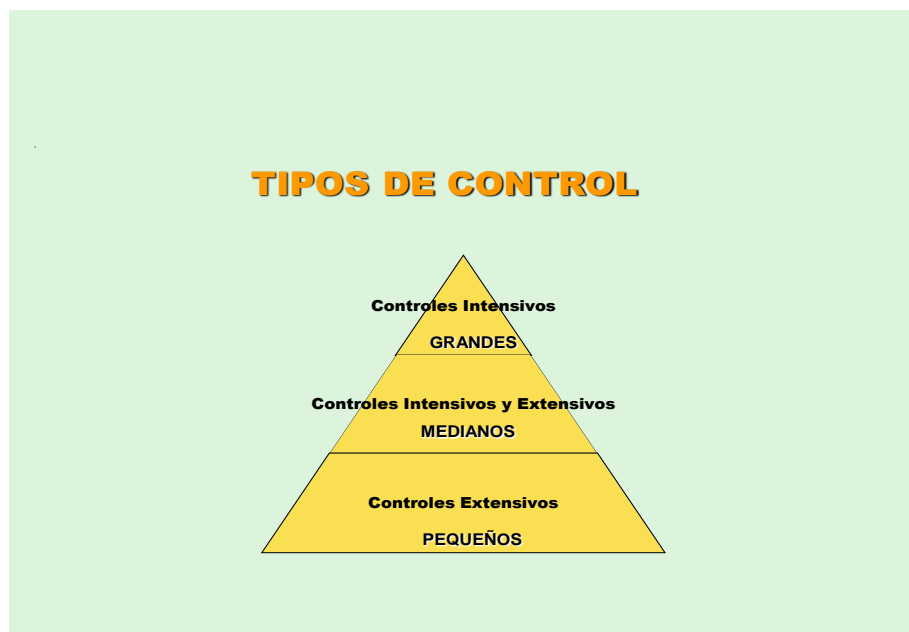 .
TIPOS DE CONTROL
Controles Intensivos
GRANDES
Controles Intensivos y Extensivos
MEDIANOS
Controles Extensivos
PEQUEÑOS